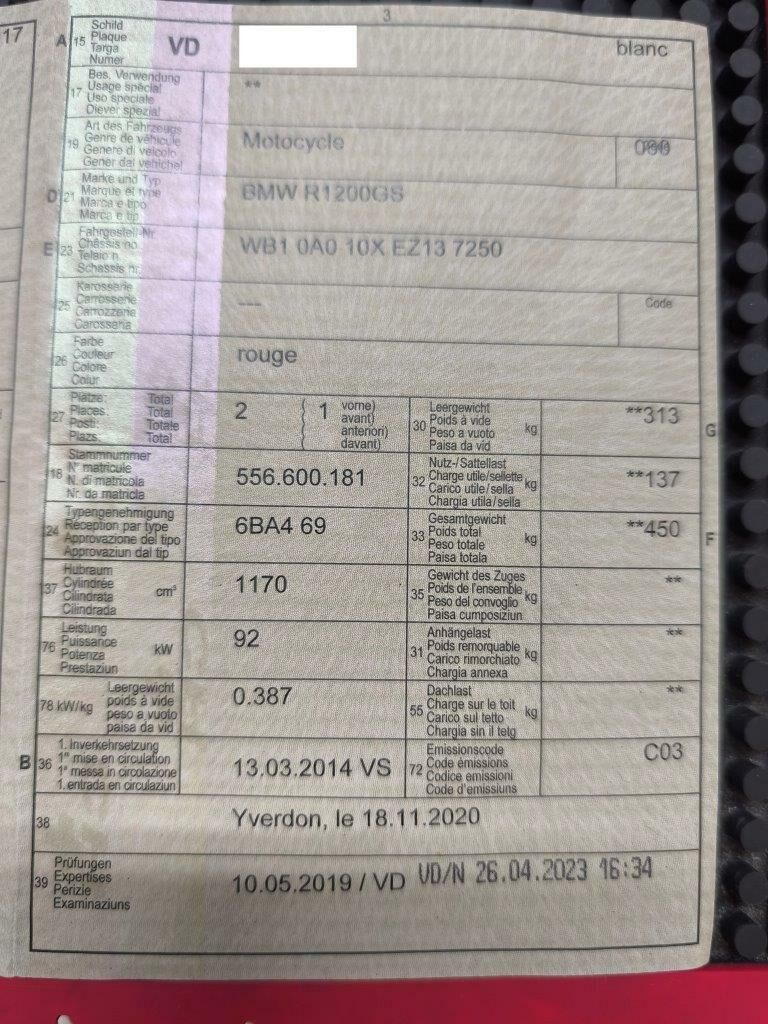 3
17
A 15 Schild
Plaque
Targa
Numer
VD
blanc
17 Bes. Verwendung
Usage spécial
Uso speciale
Diever spezial
**
19 Art des Fahrzeugs
Genre de véhicule
Genere di veicolo
Gener dal vehichel
Motocycle
D 21 Marke und Typ
Marque et type
Marca e tipo
Marca e tip
BMW R1200GS
E 23 Fahrgestell-Nr.
Châssis no
Telaio n.
Schassis nr.
WB1 0A0 10X EZ13 7250
25 Karosserie
Carrosserie
Carrozzeria
Carossaria
---
Code
26 Farbe
Couleur
Colore
Colur
rouge
27 Plätze: Total
Places: Total
Posti: Totale
Plazs: Total
2 ( 1 vorne)
avant)
anteriori)
davant)
30 Leergewicht
Poids à vide
Peso a vuoto
Paisa da vid
kg
**313
G
18 Stammnummer
N° matricule
N. di matricola
Nr. da matricla
556.600.181
32 Nutz-/Sattellast
Charge utile/sellette
Carico utile/sella
Chargia utila/sella
kg
**137
24 Typengenehmigung
Réception par type
Approvazione del tipo
Approvaziun dal tip
6BA4 69
33 Gesamtgewicht
Poids total
Peso totale
Paisa totala
kg
**450
F
37 Hubraum
Cylindrée
Cilindrata
Cilindrada
cm³
1170
35 Gewicht des Zuges
Poids de l'ensemble
Peso del convoglio
Paisa cumposiziun
kg
**
76 Leistung
Puissance
Potenza
Prestaziun
kW
92
31 Anhängelast
Poids remorquable
Carico rimorchiato
Chargia annexa
kg
**
78 kW/kg Leergewicht
poids à vide
peso a vuoto
paisa da vid
0.387
55 Dachlast
Charge sur le toit
Carico sul tetto
Chargia sin il tetg
kg
**
B 36 1. Inverkehrsetzung
1re mise en circulation
1a messa in circolazione
1. entrada en circulaziun
13.03.2014 VS
72 Emissionscode
Code émissions
Codice emissioni
Code d'emissiuns
C03
38
Yverdon, le 18.11.2020
39 Prüfungen
Expertises
Perizie
Examinaziuns
10.05.2019 / VD VD/N 26.04.2023 16:34